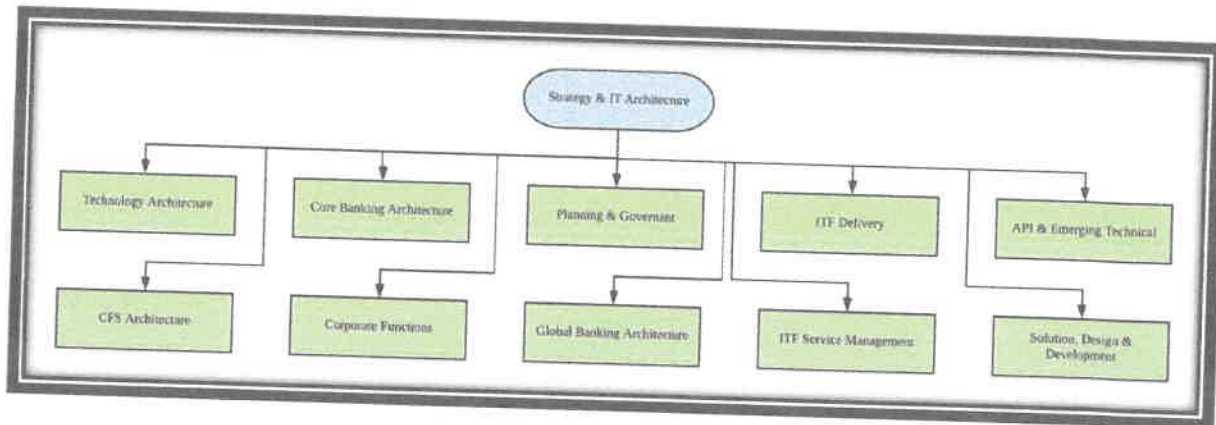 Strategy & IT Architecture
Technology Architecture
Core Banking Architecture
Planning & Goverment
ITF Delivery
API & Emerging Technical
CFS Architecture
Corporate Functions
Global Banking Architecture
ITF Service Management
Solution, Design &
Development